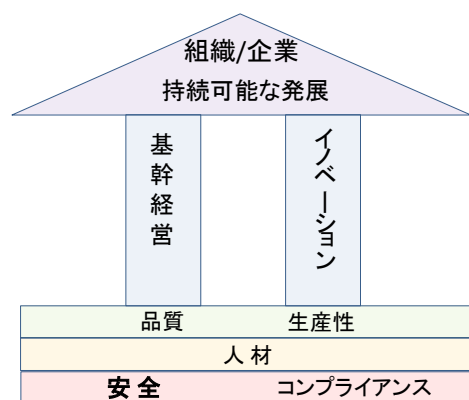 組織/企業
持続可能な発展
基幹経営
イノベーション
品質 生産性
人 材
安 全 コンプライアンス